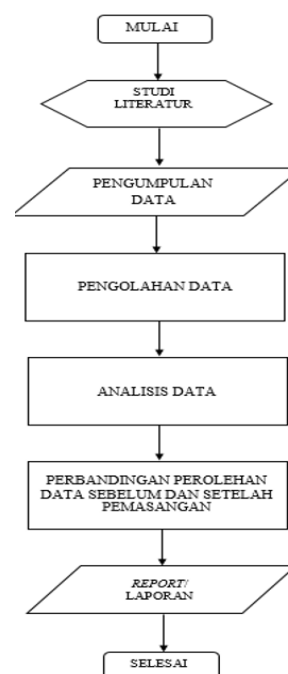 MULAI
STUDI
LITERATUR
PENGUMPULAN
DATA
PENGOLAHAN DATA
ANALISIS DATA
PERBANDINGAN PEROLEHAN
DATA SEBELUM DAN SETELAH
PEMASANGAN
REPORT/
LAPORAN
SELESAI